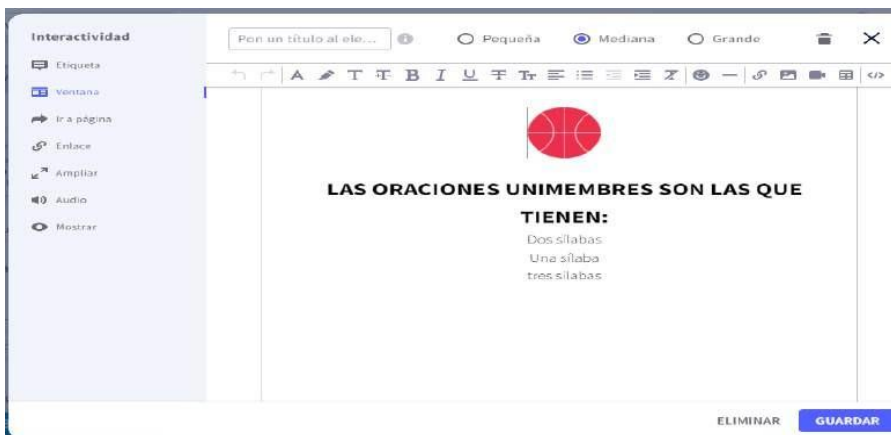 Interactividad
Pon un título al ele...
Pequeña
Mediana
Grande
Etiqueta
Ventana
Ir a página
Enlace
Ampliar
Audio
Mostrar
LAS ORACIONES UNIMEMBRES SON LAS QUE
TIENEN:
Dos sílabas
Una sílaba
tres sílabas
ELIMINAR
GUARDAR